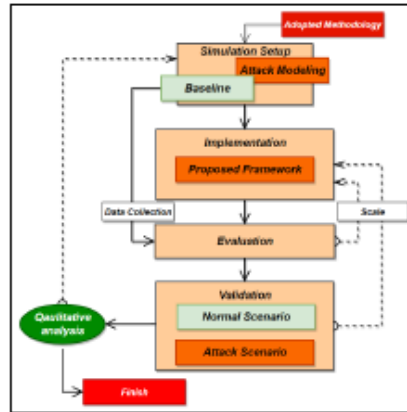 Adopted Methodology
Simulation Setup
Attack Modeling
Baseline
Implementation
Proposed Framework
Data Collection
Scale
Evaluation
Validation
Normal Scenario
Qaulitative
analysis
Attack Scenario
Finish